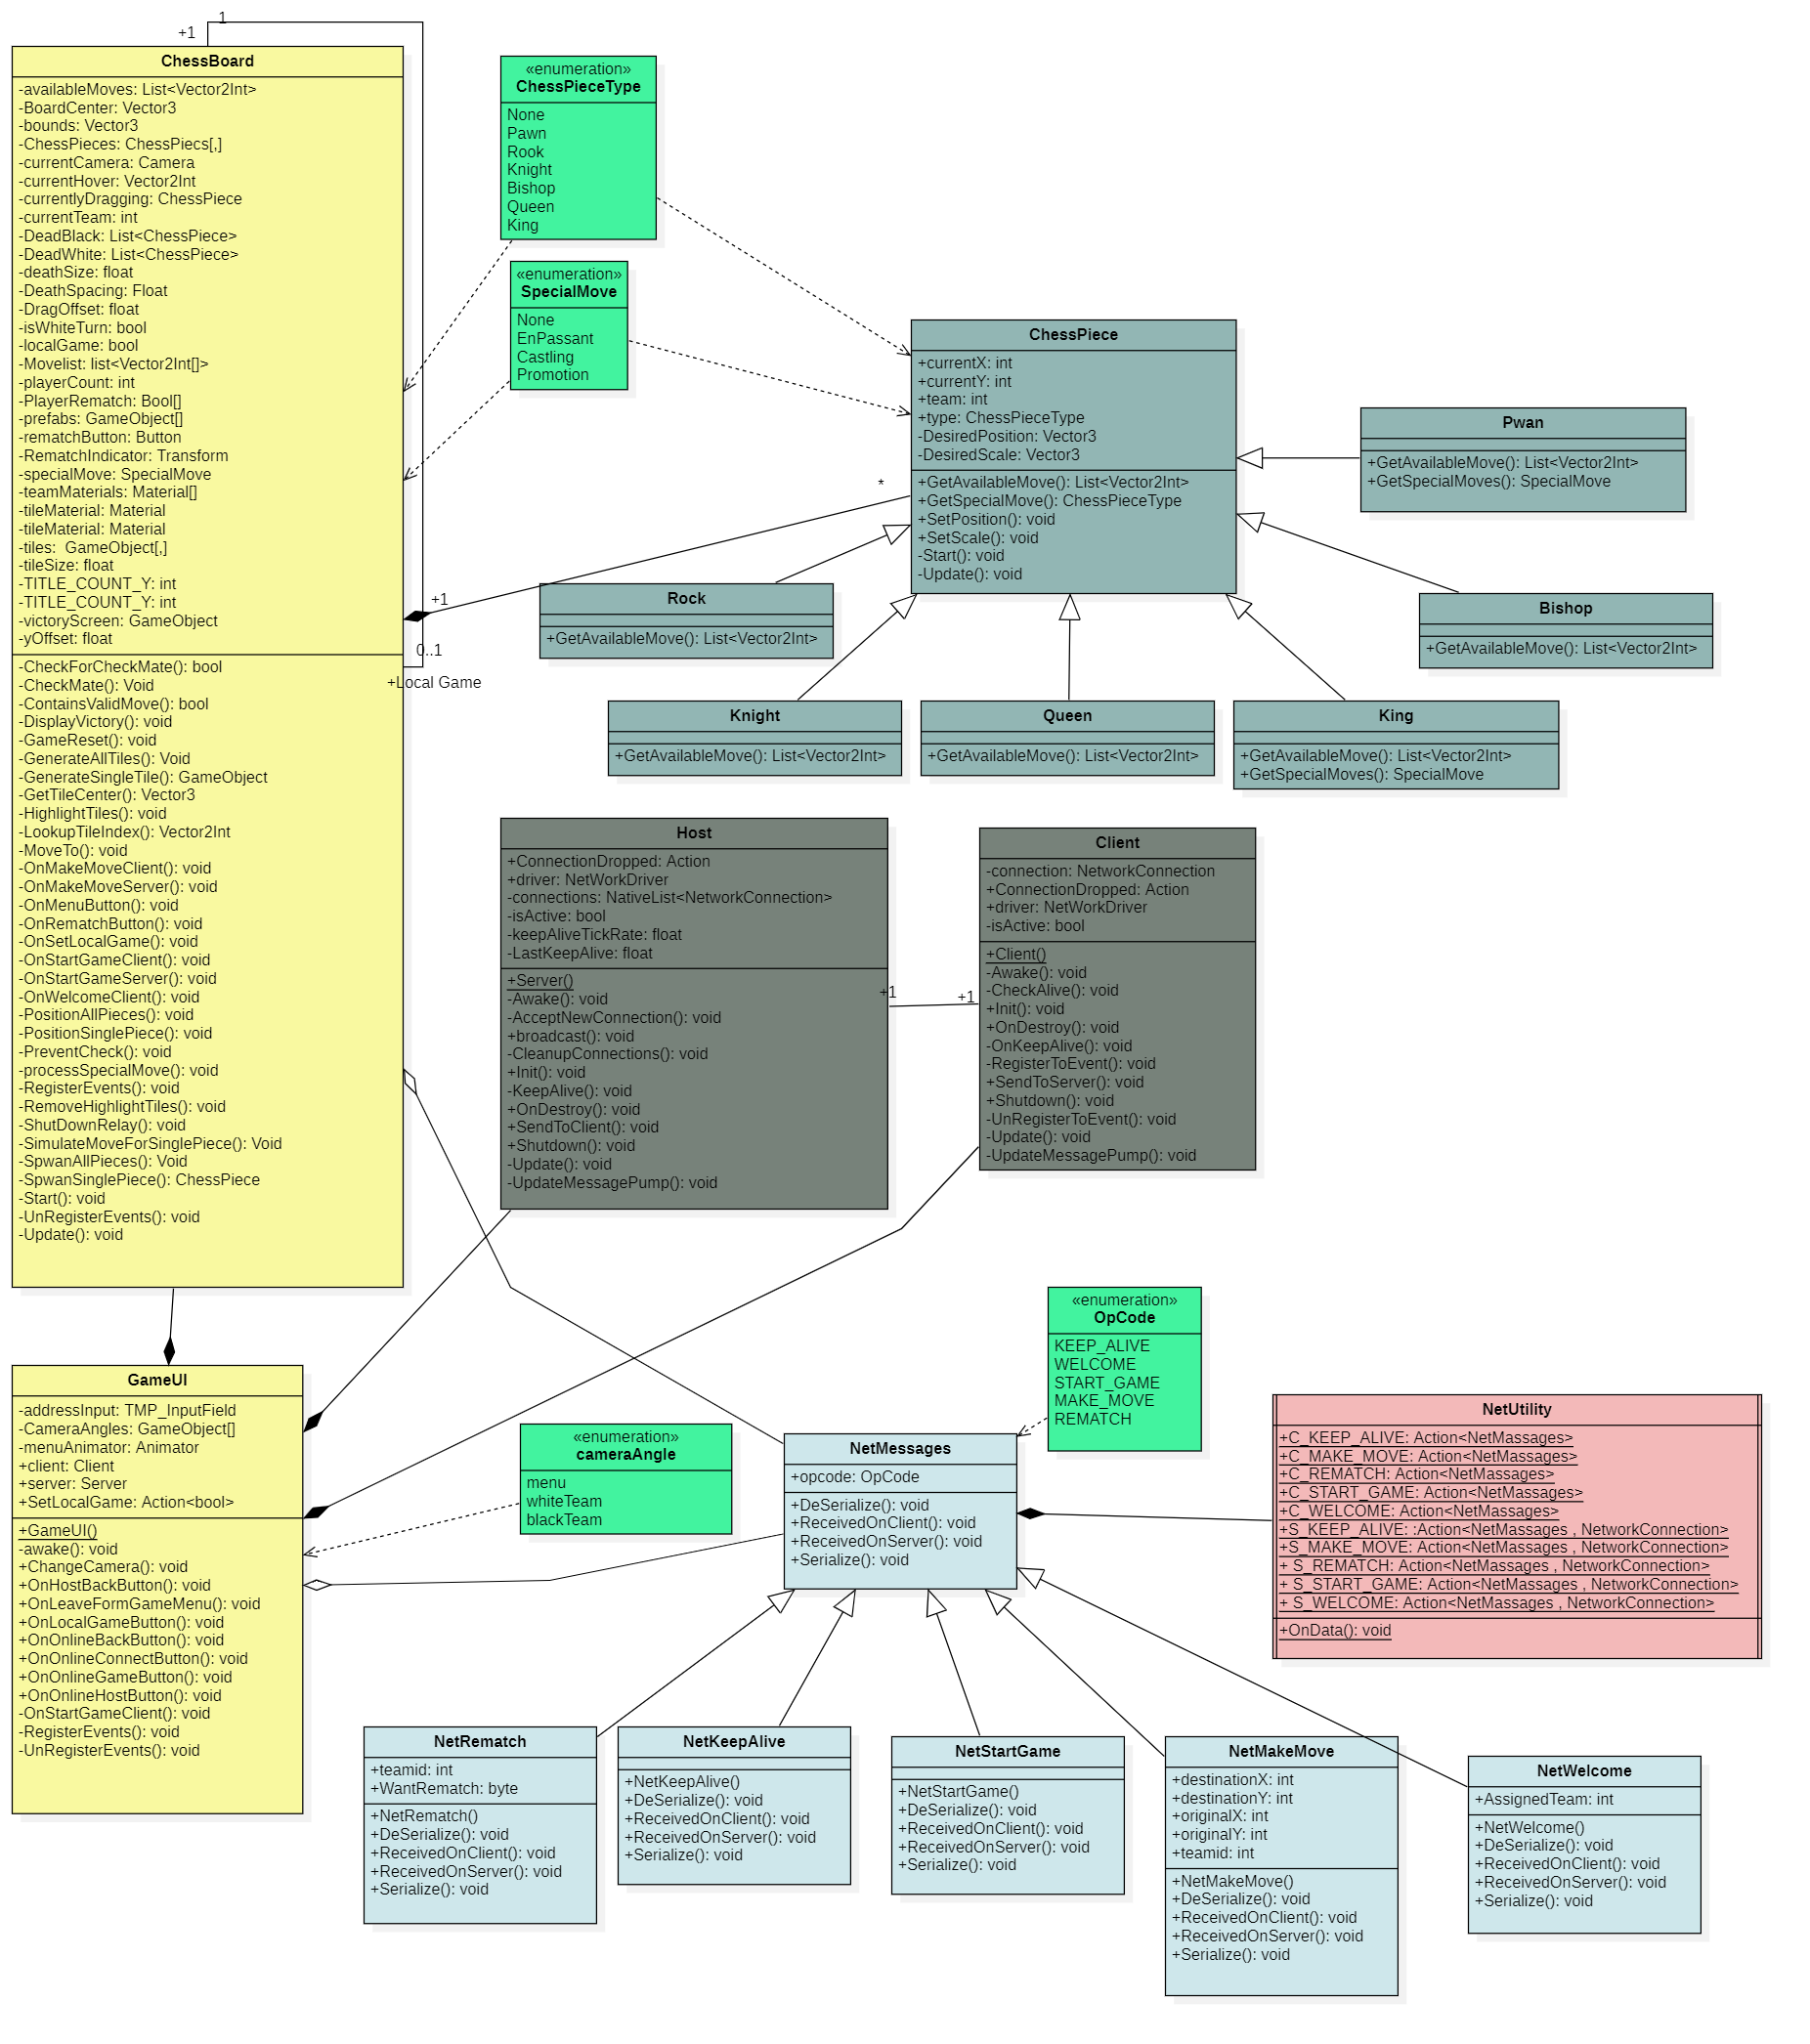 1
+1
ChessBoard
-availableMoves: List<Vector2Int>
-BoardCenter: Vector3
-bounds: Vector3
-ChessPieces: ChessPiecs[,]
-currentCamera: Camera
-currentHover: Vector2Int
-currentlyDragging: ChessPiece
-currentTeam: int
-DeadBlack: List<ChessPiece>
-DeadWhite: List<ChessPiece>
-deathSize: float
-DeathSpacing: Float
-DragOffset: float
-isWhiteTurn: bool
-localGame: bool
-Movelist: list<Vector2Int[]>
-playerCount: int
-PlayerRematch: Bool[]
-prefabs: GameObject[]
-rematchButton: Button
-RematchIndicator: Transform
-specialMove: SpecialMove
-teamMaterials: Material[]
-tileMaterial: Material
-tileMaterial: Material
-tiles:  GameObject[,]
-tileSize: float
-TITLE_COUNT_Y: int
-TITLE_COUNT_Y: int
-victoryScreen: GameObject
-yOffset: float
-CheckForCheckMate(): bool
-CheckMate(): Void
-ContainsValidMove(): bool
-DisplayVictory(): void
-GameReset(): void
-GenerateAllTiles(): Void
-GenerateSingleTile(): GameObject
-GetTileCenter(): Vector3
-HighlightTiles(): void
-LookupTileIndex(): Vector2Int
-MoveTo(): void
-OnMakeMoveClient(): void
-OnMakeMoveServer(): void
-OnMenuButton(): void
-OnRematchButton(): void
-OnSetLocalGame(): void
-OnStartGameClient(): void
-OnStartGameServer(): void
-OnWelcomeClient(): void
-PositionAllPieces(): void
-PositionSinglePiece(): void
-PreventCheck(): void
-processSpecialMove(): void
-RegisterEvents(): void
-RemoveHighlightTiles(): void
-ShutDownRelay(): void
-SimulateMoveForSinglePiece(): Void
-SpwanAllPieces(): Void
-SpwanSinglePiece(): ChessPiece
-Start(): void
-UnRegisterEvents(): void
-Update(): void
+1
0..1
+Local Game
*
«enumeration»
ChessPieceType
None
Pawn
Rook
Knight
Bishop
Queen
King
«enumeration»
SpecialMove
None
EnPassant
Castling
Promotion
ChessPiece
+currentX: int
+currentY: int
+team: int
+type: ChessPieceType
-DesiredPosition: Vector3
-DesiredScale: Vector3
+GetAvailableMove(): List<Vector2Int>
+GetSpecialMove(): ChessPieceType
+SetPosition(): void
+SetScale(): void
-Start(): void
-Update(): void
Pwan
+GetAvailableMove(): List<Vector2Int>
+GetSpecialMoves(): SpecialMove
Rock
+GetAvailableMove(): List<Vector2Int>
Bishop
+GetAvailableMove(): List<Vector2Int>
Knight
+GetAvailableMove(): List<Vector2Int>
Queen
+GetAvailableMove(): List<Vector2Int>
King
+GetAvailableMove(): List<Vector2Int>
+GetSpecialMoves(): SpecialMove
Host
+ConnectionDropped: Action
+driver: NetWorkDriver
-connections: NativeList<NetworkConnection>
-isActive: bool
-keepAliveTickRate: float
-LastKeepAlive: float
+Server()
-Awake(): void
-AcceptNewConnection(): void
+broadcast(): void
-CleanupConnections(): void
+Init(): void
-KeepAlive(): void
+OnDestroy(): void
+SendToClient(): void
+Shutdown(): void
-Update(): void
-UpdateMessagePump(): void
+1
+1
Client
-connection: NetworkConnection
+ConnectionDropped: Action
+driver: NetWorkDriver
-isActive: bool
+Client()
-Awake(): void
-CheckAlive(): void
+Init(): void
+OnDestroy(): void
-OnKeepAlive(): void
-RegisterToEvent(): void
+SendToServer(): void
+Shutdown(): void
-UnRegisterToEvent(): void
-Update(): void
-UpdateMessagePump(): void
GameUI
-addressInput: TMP_InputField
-CameraAngles: GameObject[]
-menuAnimator: Animator
+client: Client
+server: Server
+SetLocalGame: Action<bool>
+GameUI()
-awake(): void
+ChangeCamera(): void
+OnHostBackButton(): void
+OnLeaveFormGameMenu(): void
+OnLocalGameButton(): void
+OnOnlineBackButton(): void
+OnOnlineConnectButton(): void
+OnOnlineGameButton(): void
+OnOnlineHostButton(): void
-OnStartGameClient(): void
-RegisterEvents(): void
-UnRegisterEvents(): void
«enumeration»
cameraAngle
menu
whiteTeam
blackTeam
«enumeration»
OpCode
KEEP_ALIVE
WELCOME
START_GAME
MAKE_MOVE
REMATCH
NetMessages
+opcode: OpCode
+DeSerialize(): void
+ReceivedOnClient(): void
+ReceivedOnServer(): void
+Serialize(): void
NetUtility
+C_KEEP_ALIVE: Action<NetMassages>
+C_MAKE_MOVE: Action<NetMassages>
+C_REMATCH: Action<NetMassages>
+C_START_GAME: Action<NetMassages>
+C_WELCOME: Action<NetMassages>
+S_KEEP_ALIVE: :Action<NetMassages , NetworkConnection>
+S_MAKE_MOVE: Action<NetMassages , NetworkConnection>
+ S_REMATCH: Action<NetMassages , NetworkConnection>
+ S_START_GAME: Action<NetMassages , NetworkConnection>
+ S_WELCOME: Action<NetMassages , NetworkConnection>
+OnData(): void
NetRematch
+teamid: int
+WantRematch: byte
+NetRematch()
+DeSerialize(): void
+ReceivedOnClient(): void
+ReceivedOnServer(): void
+Serialize(): void
NetKeepAlive
+NetKeepAlive()
+DeSerialize(): void
+ReceivedOnClient(): void
+ReceivedOnServer(): void
+Serialize(): void
NetStartGame
+NetStartGame()
+DeSerialize(): void
+ReceivedOnClient(): void
+ReceivedOnServer(): void
+Serialize(): void
NetMakeMove
+destinationX: int
+destinationY: int
+originalX: int
+originalY: int
+teamid: int
+NetMakeMove()
+DeSerialize(): void
+ReceivedOnClient(): void
+ReceivedOnServer(): void
+Serialize(): void
NetWelcome
+AssignedTeam: int
+NetWelcome()
+DeSerialize(): void
+ReceivedOnClient(): void
+ReceivedOnServer(): void
+Serialize(): void